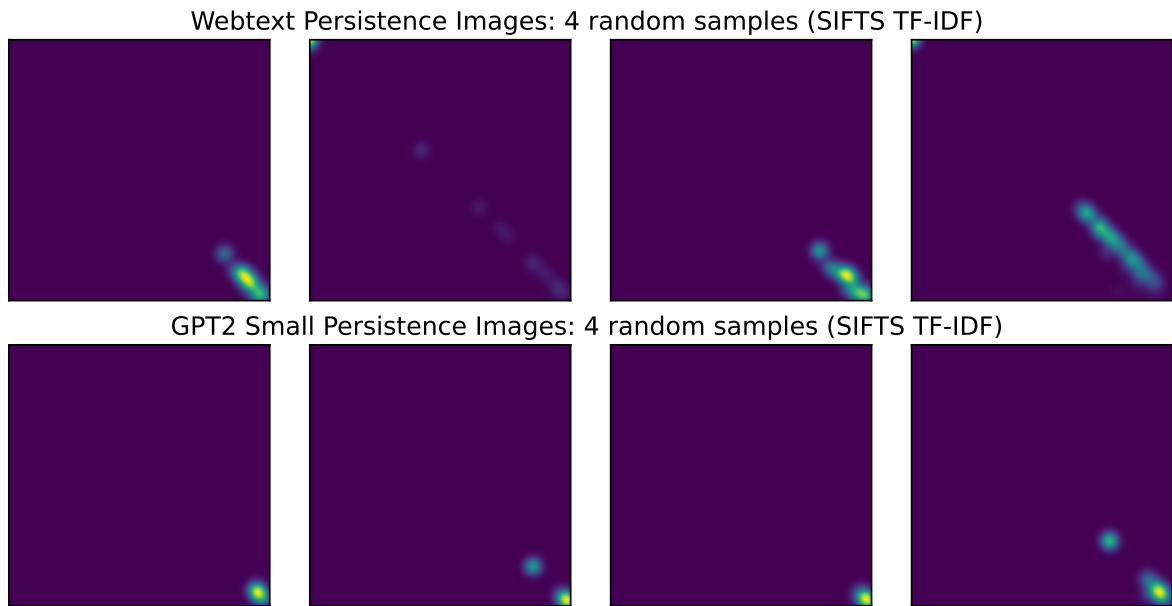 Webtext Persistence Images: 4 random samples (SIFTS TF-IDF)
GPT2 Small Persistence Images: 4 random samples (SIFTS TF-IDF)